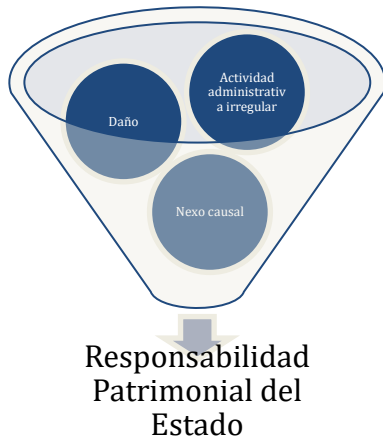 Actividad
administrativ
a irregular
Daño
Nexo causal
Responsabilidad
Patrimonial del
Estado